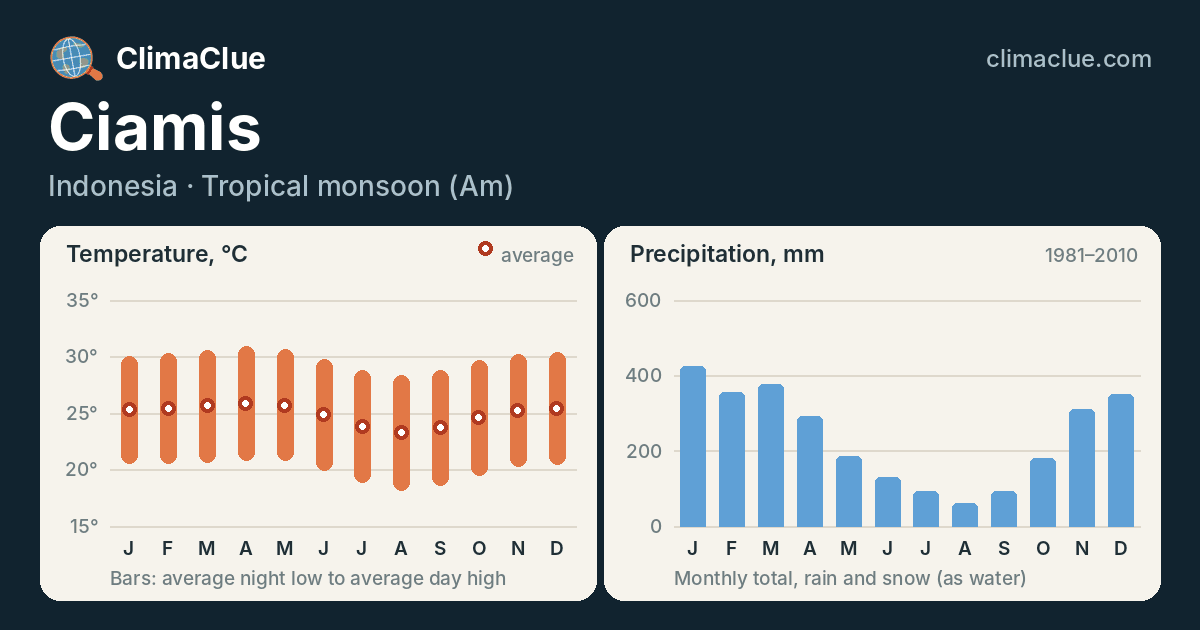 ClimaClue
climaclue.com
Ciamis
Indonesia · Tropical monsoon (Am)
Temperature, °C
average
35°
30°
25°
20°
15°
J F M A M J J A S O N D
Bars: average night low to average day high
Precipitation, mm
1981–2010
600
400
200
0
J F M A M J J A S O N D
Monthly total, rain and snow (as water)